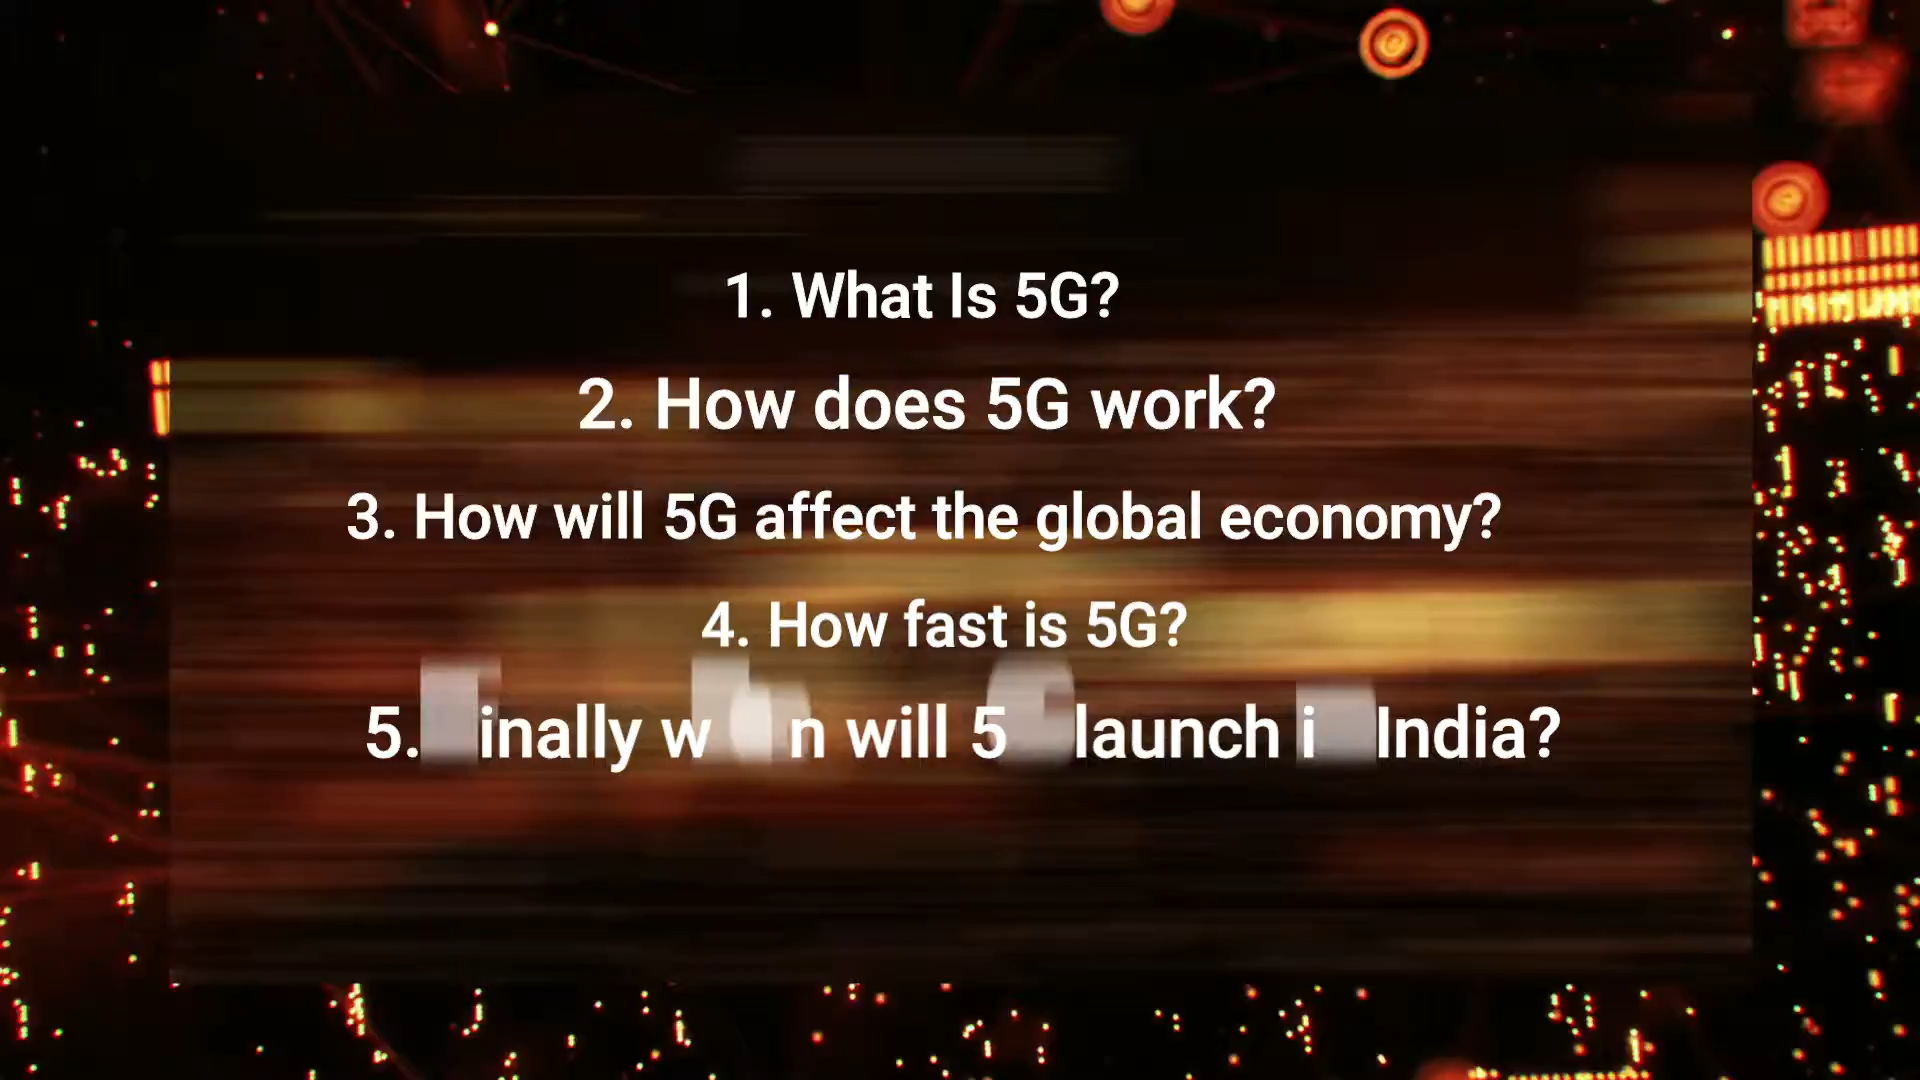 1. What Is 5G?
2. How does 5G work?
3. How will 5G affect the global economy?
4. How fast is 5G?
5. will launch India?